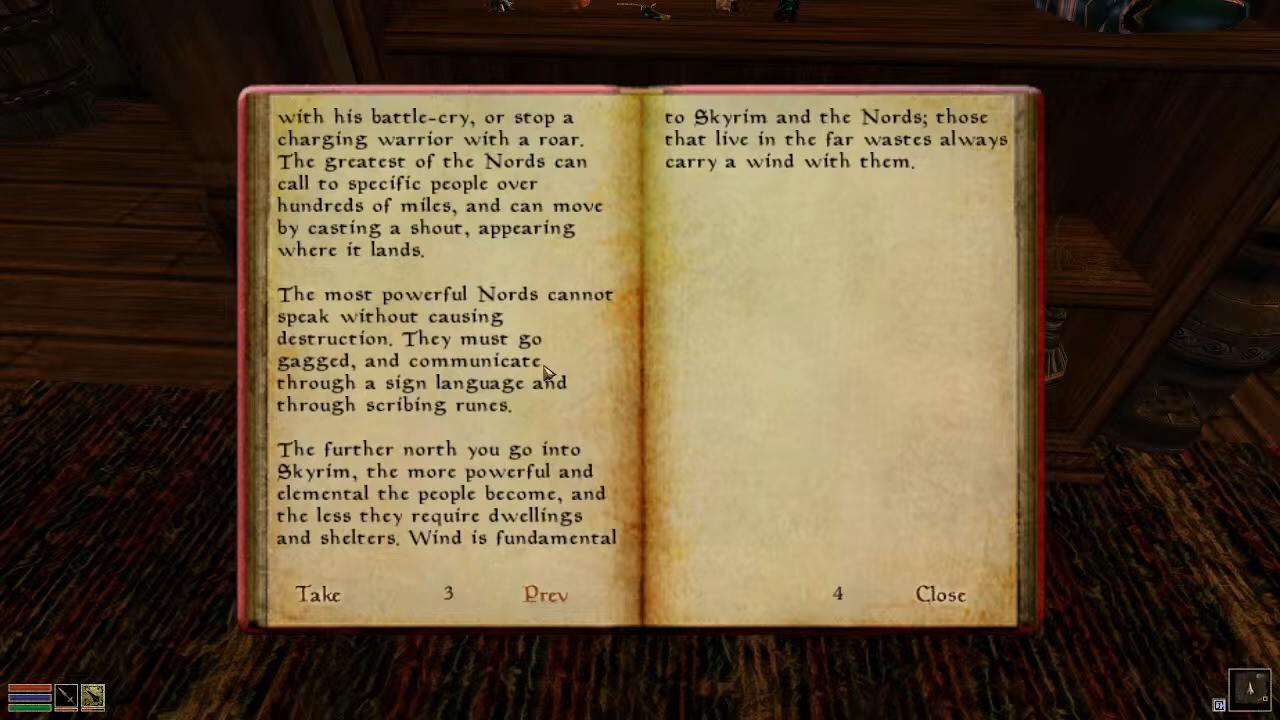 with his battle-cry, or stop a
charging warrior with a roar.
The greatest of the Nords can
call to specific people over
hundreds of miles, and can move
by casting a shout, appearing
where it lands.
The most powerful Nords cannot
speak without causing
destruction. They must go
gagged, and communicate
through a sign language and
through scribing runes.
The further north you go into
Skyrim, the more powerful and
elemental the people become, and
the less they require dwellings
and shelters. Wind is fundamental
Take
3
Prev
to Skyrim and the Nords; those
that live in the far wastes always
carry a wind with them.
4
Close